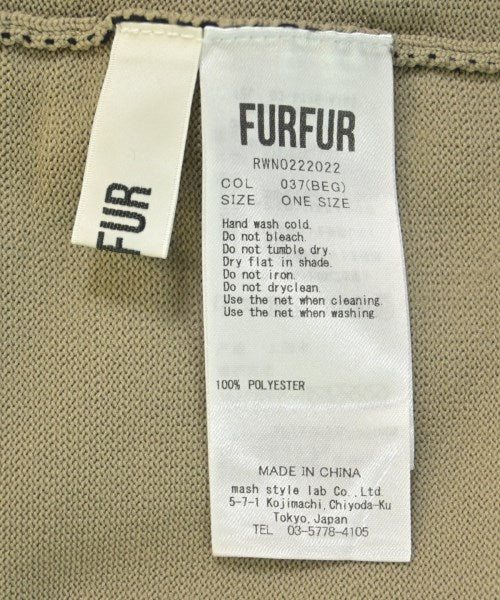 FUR
FURFUR
RWNO222022
COL 037(BEG)
SIZE ONE SIZE
Hand wash cold.
Do not bleach.
Do not tumble dry.
Dry flat in shade.
Do not iron.
Do not dryclean.
Use the net when cleaning.
Use the net when washing.
100% POLYESTER
MADE IN CHINA
mash style lab Co., Ltd.
5-7-1 Kojimachi, Chiyoda-Ku
Tokyo, Japan
TEL 03-5778-4105